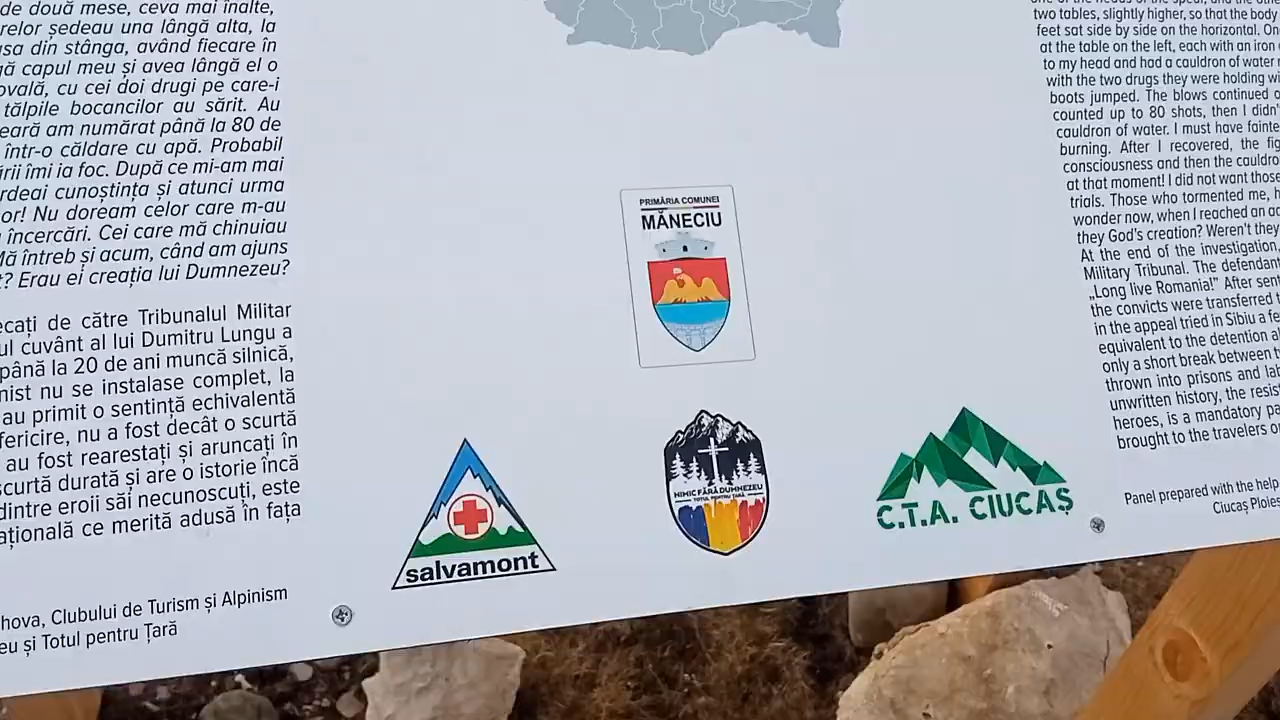 de două mese, ceva mai înalte,
relor ședeau una lângă alta, la
din stânga, având fiecare în
capul meu și avea lângă el o
ovală, cu cei doi drugi pe care-i
tălpile bocancilor au sărit. Au
am numărat până la 80 de
într-o căldare cu apă. Probabil
îmi ia foc. După ce mi-am mai
cunoștința și atunci urma
Nu doream celor care m-au
încercări. Cei care mă chinuiau
Mă întreb și acum, când am ajuns
Erau ei creația lui Dumnezeu?
ecați de către Tribunalul Militar
ul cuvânt al lui Dumitru Lungu a
până la 20 de ani muncă silnică,
nist nu se instalase complet, la
au primit o sentință echivalentă
fericire, nu a fost decât o scurtă
au fost rearestați și aruncați în
scurtă durată și are o istorie încă
dintre eroii săi necunoscuți, este
ațională ce merită adusă în fața
hova, Clubului de Turism și Alpinism
eu și Totul pentru Țară
PRIMĂRIA COMUNEI
MĂNECIU
salvamont
NIMIC FĂRĂ DUMNEZEU
TOTUL PENTRU ȚARĂ
C.T.A. CIUCAȘ
two tables, slightly higher, so that the body
feet sat side by side on the horizontal. On
at the table on the left, each with an iron
to my head and had a cauldron of water
with the two drugs they were holding
boots jumped. The blows continued
counted up to 80 shots, then I didn'
cauldron of water. I must have fainte
burning. After I recovered, the fig
consciousness and then the cauldro
at that moment! I did not want those
trials. Those who tormented me, h
wonder now, when I reached an
they God's creation? Weren't they
At the end of the investigation,
Military Tribunal. The defendant
„Long live Romania!" After sent
the convicts were transferred
in the appeal tried in Sibiu a fe
equivalent to the detention al
only a short break between t
thrown into prisons and lab
unwritten history, the resist
heroes, is a mandatory pa
brought to the travelers
Panel prepared with the help
Ciucaș Ploies